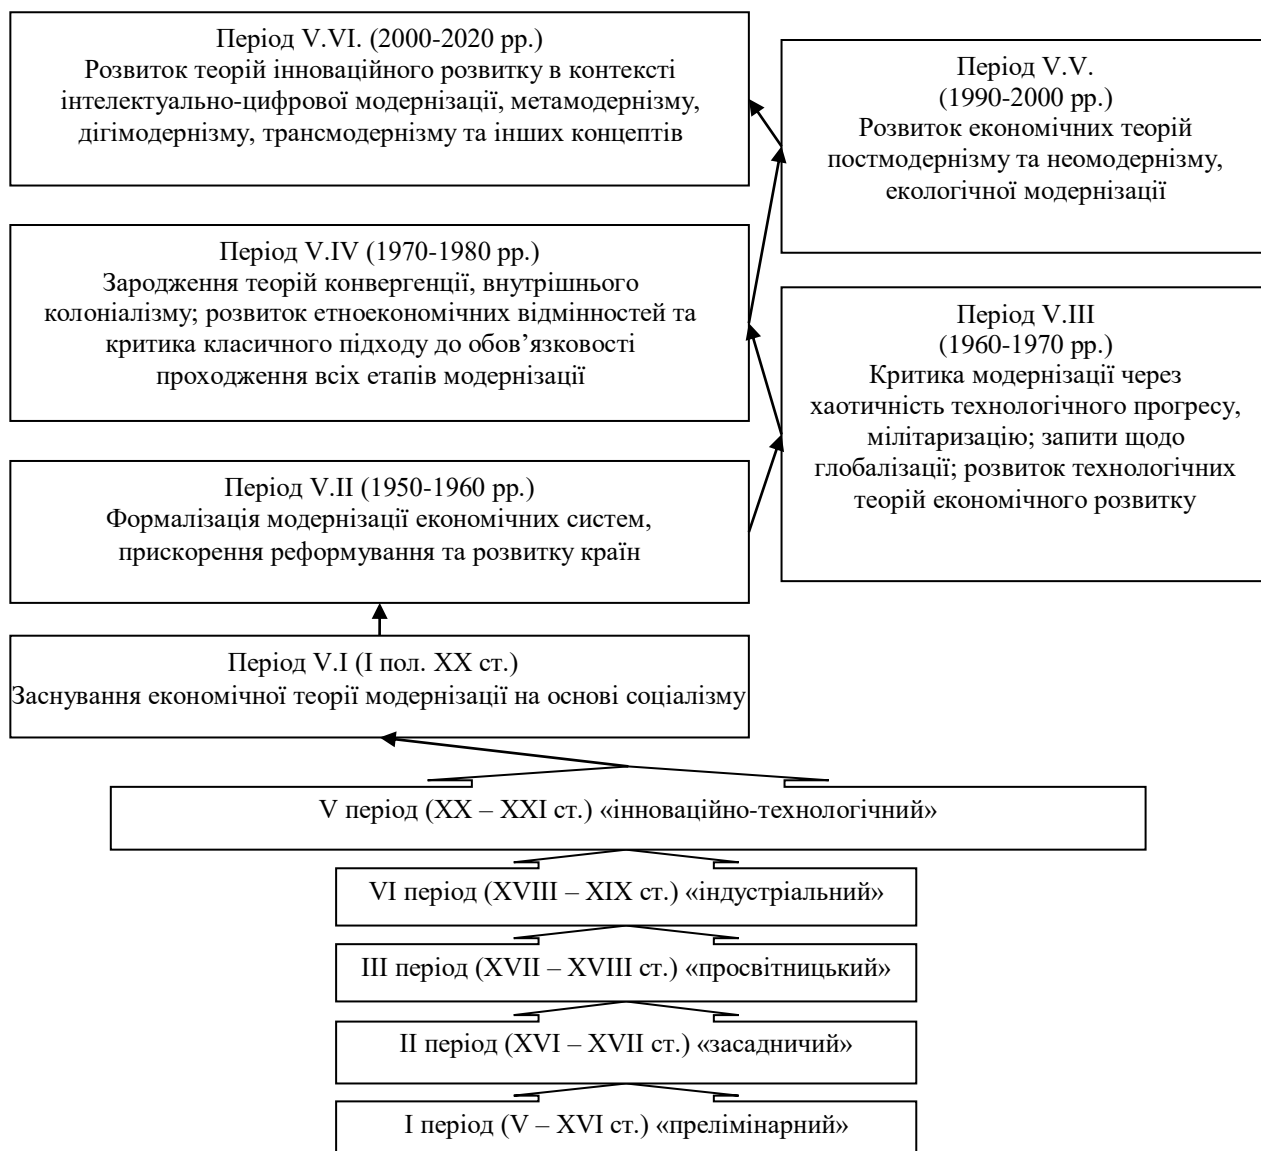 Період V.VI. (2000-2020 рр.)
Розвиток теорій інноваційного розвитку в контексті
інтелектуально-цифрової модернізації, метамодернізму,
дігімодернізму, трансмодернізму та інших концептів
Період V.V.
(1990-2000 рр.)
Розвиток економічних теорій
постмодернізму та неомодернізму,
екологічної модернізації
Період V.IV (1970-1980 рр.)
Зародження теорій конвергенції, внутрішнього
колоніалізму; розвиток етноекономічних відмінностей та
критика класичного підходу до обов’язковості
проходження всіх етапів модернізації
Період V.III
(1960-1970 рр.)
Критика модернізації через
хаотичність технологічного прогресу,
мілітаризацію; запити щодо
глобалізації; розвиток технологічних
теорій економічного розвитку
Період V.II (1950-1960 рр.)
Формалізація модернізації економічних систем,
прискорення реформування та розвитку країн
Період V.I (I пол. XX ст.)
Заснування економічної теорії модернізації на основі соціалізму
V період (XX – XXI ст.) «інноваційно-технологічний»
VI період (XVIII – XIX ст.) «індустріальний»
III період (XVII – XVIII ст.) «просвітницький»
II період (XVI – XVII ст.) «засадничий»
I період (V – XVI ст.) «прелімінарний»